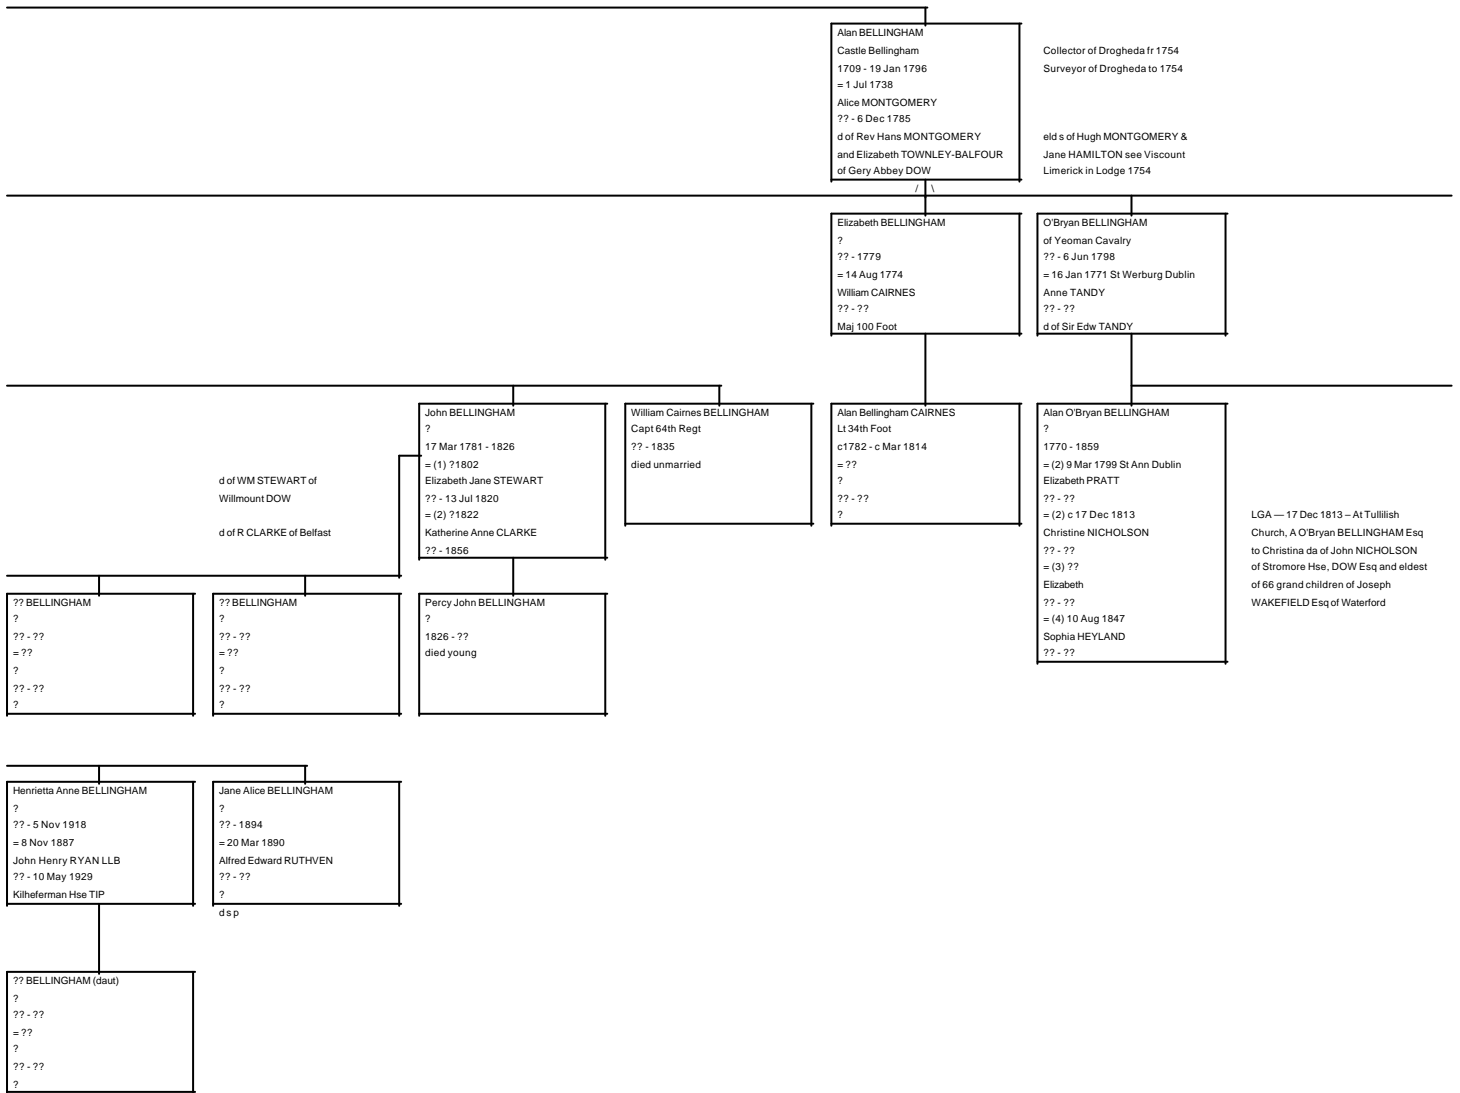 Alan BELLINGHAM
Castle Bellingham
1709 - 19 Jan 1796
= 1 Jul 1738
Alice MONTGOMERY
?? - 6 Dec 1785
d of Rev Hans MONTGOMERY
and Elizabeth TOWNLEY-BALFOUR
of Gery Abbey DOW
Collector of Drogheda fr 1754
Surveyor of Drogheda to 1754
eld s of Hugh MONTGOMERY &
Jane HAMILTON see Viscount
Limerick in Lodge 1754
/ \
Elizabeth BELLINGHAM
?
?? - 1779
= 14 Aug 1774
William CAIRNES
?? - ??
Maj 100 Foot
O'Bryan BELLINGHAM
of Yeoman Cavalry
?? - 6 Jun 1798
= 16 Jan 1771 St Werburg Dublin
Anne TANDY
?? - ??
d of Sir Edw TANDY
d of WM STEWART of
Willmount DOW
d of R CLARKE of Belfast
John BELLINGHAM
?
17 Mar 1781 - 1826
= (1) ?1802
Elizabeth Jane STEWART
?? - 13 Jul 1820
= (2) ?1822
Katherine Anne CLARKE
?? - 1856
William Cairnes BELLINGHAM
Capt 64th Regt
?? - 1835
died unmarried
Alan Bellingham CAIRNES
Lt 34th Foot
c1782 - c Mar 1814
= ??
?
?? - ??
?
Alan O'Bryan BELLINGHAM
?
1770 - 1859
= (2) 9 Mar 1799 St Ann Dublin
Elizabeth PRATT
?? - ??
= (2) c 17 Dec 1813
Christine NICHOLSON
?? - ??
= (3) ??
Elizabeth
?? - ??
= (4) 10 Aug 1847
Sophia HEYLAND
?? - ??
LGA — 17 Dec 1813 – At Tullilish
Church, A O'Bryan BELLINGHAM Esq
to Christina da of John NICHOLSON
of Stromore Hse, DOW Esq and eldest
of 66 grand children of Joseph
WAKEFIELD Esq of Waterford
?? BELLINGHAM
?
?? - ??
= ??
?
?? - ??
?
?? BELLINGHAM
?
?? - ??
= ??
?
?? - ??
?
Percy John BELLINGHAM
?
1826 - ??
died young
Henrietta Anne BELLINGHAM
?
?? - 5 Nov 1918
= 8 Nov 1887
John Henry RYAN LLB
?? - 10 May 1929
Kilheferman Hse TIP
Jane Alice BELLINGHAM
?
?? - 1894
= 20 Mar 1890
Alfred Edward RUTHVEN
?? - ??
?
d s p
?? BELLINGHAM (daut)
?
?? - ??
= ??
?
?? - ??
?